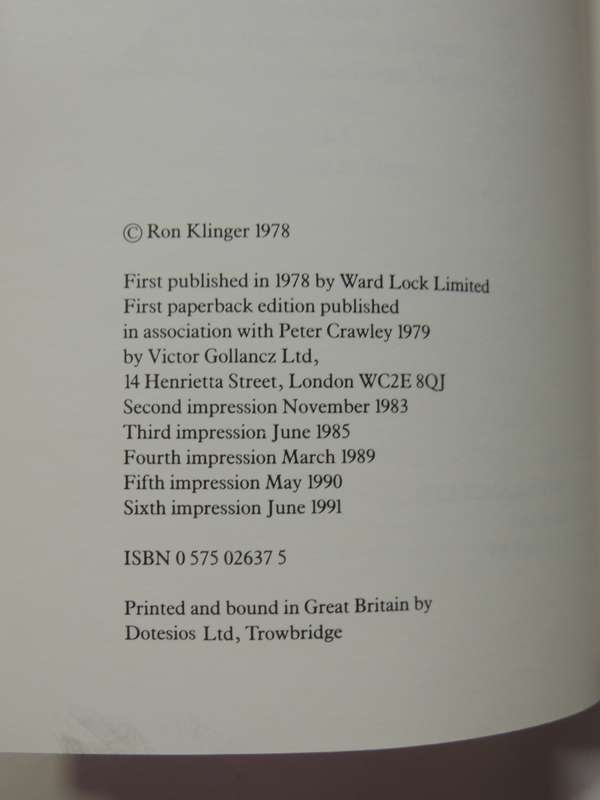 © Ron Klinger 1978
First published in 1978 by Ward Lock Limited
First paperback edition published
in association with Peter Crawley 1979
by Victor Gollancz Ltd,
14 Henrietta Street, London WC2E 8QJ
Second impression November 1983
Third impression June 1985
Fourth impression March 1989
Fifth impression May 1990
Sixth impression June 1991
ISBN 0 575 02637 5
Printed and bound in Great Britain by
Dotesios Ltd, Trowbridge